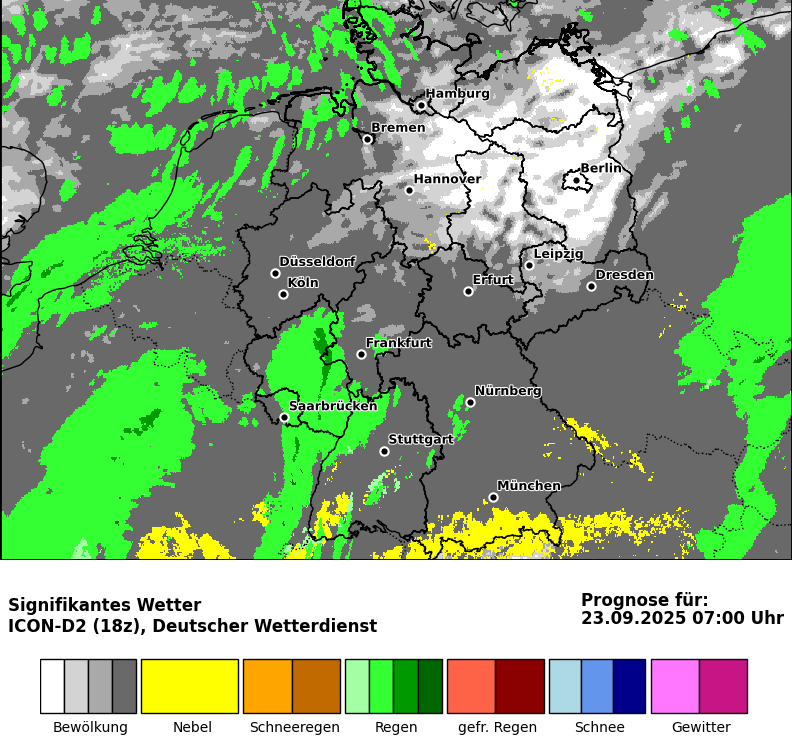 Hamburg
Bremen
Berlin
Hannover
Leipzig
Düsseldorf
Dresden
Köln
Erfurt
Frankfurt
Nürnberg
Saarbrücken
Stuttgart
München
Signifikantes Wetter
ICON-D2 (18z), Deutscher Wetterdienst
Prognose für:
23.09.2025 07:00 Uhr
Bewölkung
Nebel
Schneeregen
Regen
gefr. Regen
Schnee
Gewitter